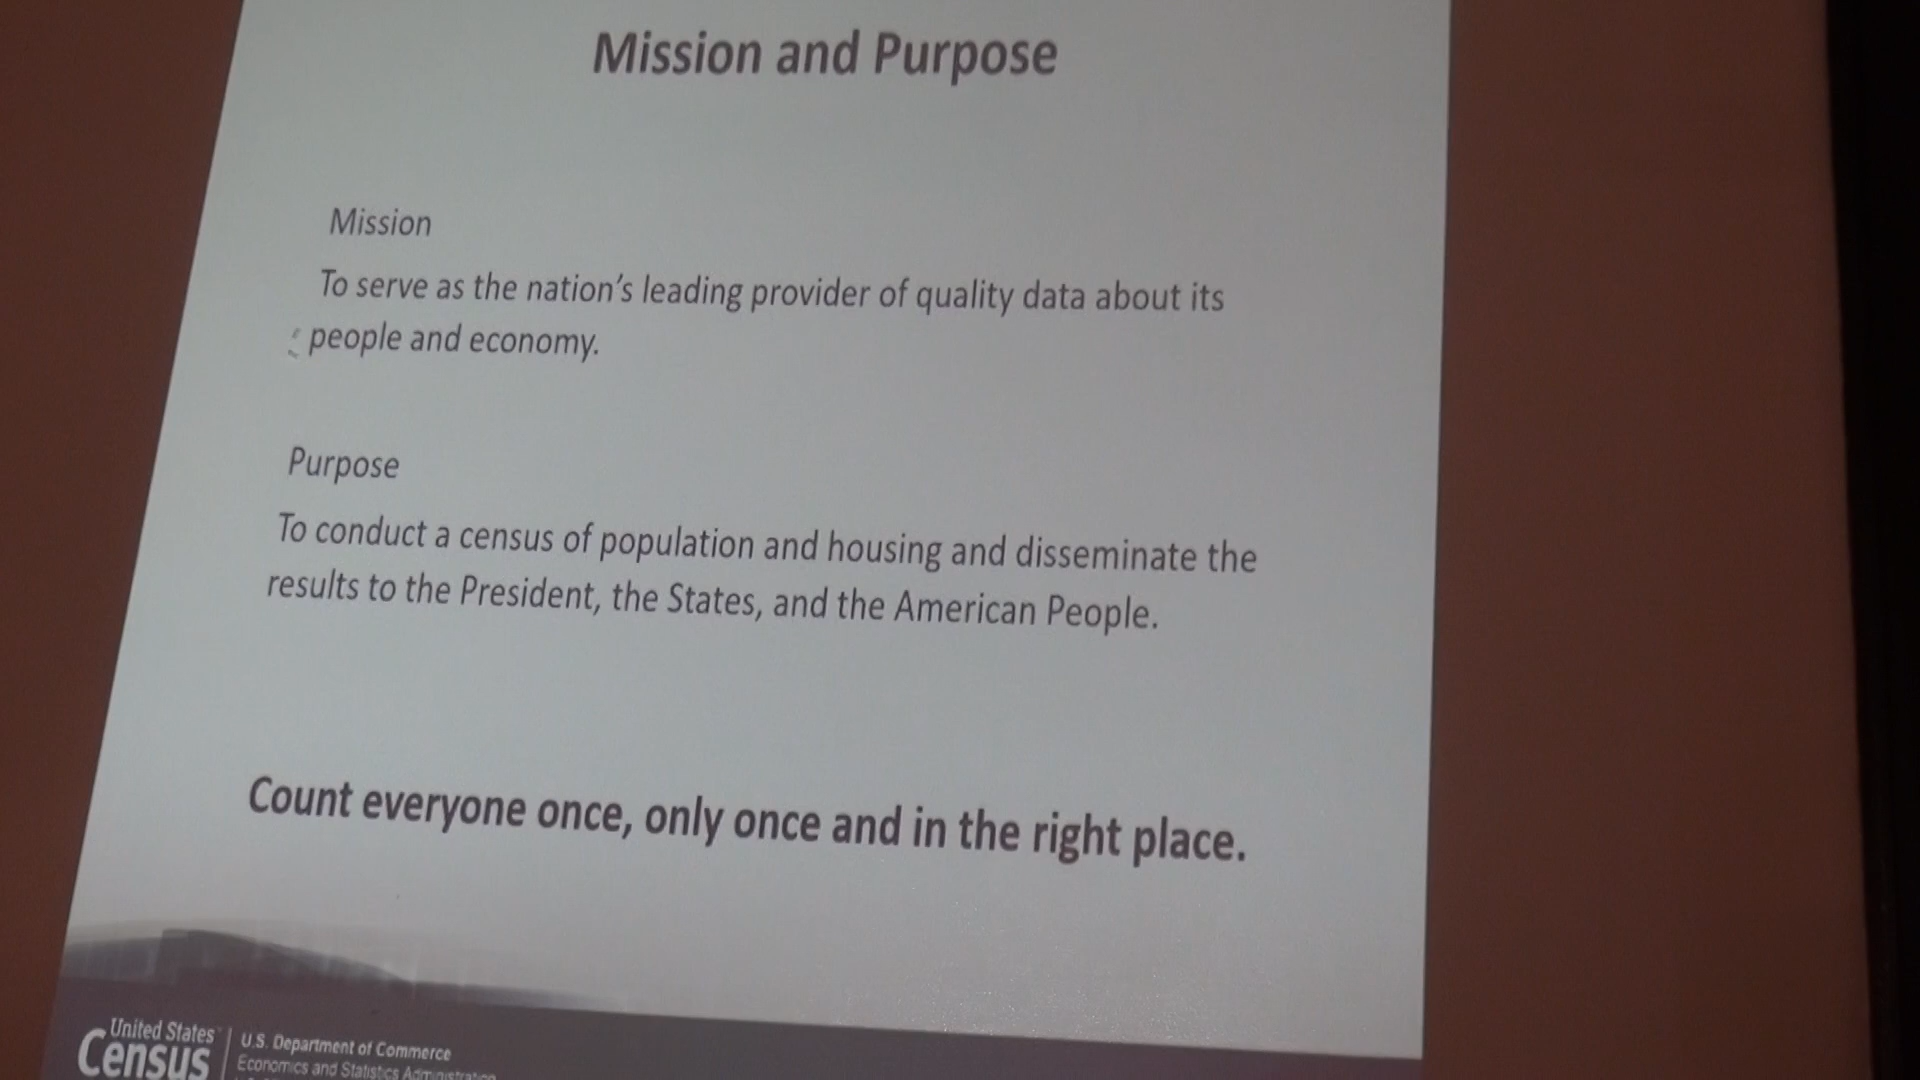 Mission and Purpose
Mission
To serve as the nation's leading provider of quality data about its
people and economy.
Purpose
To conduct a census of population and housing and disseminate the
results to the President, the States, and the American People.
Count everyone once, only once and in the right place.
United States
Census
U.S. Department of Commerce
Economics and Statistics Administration